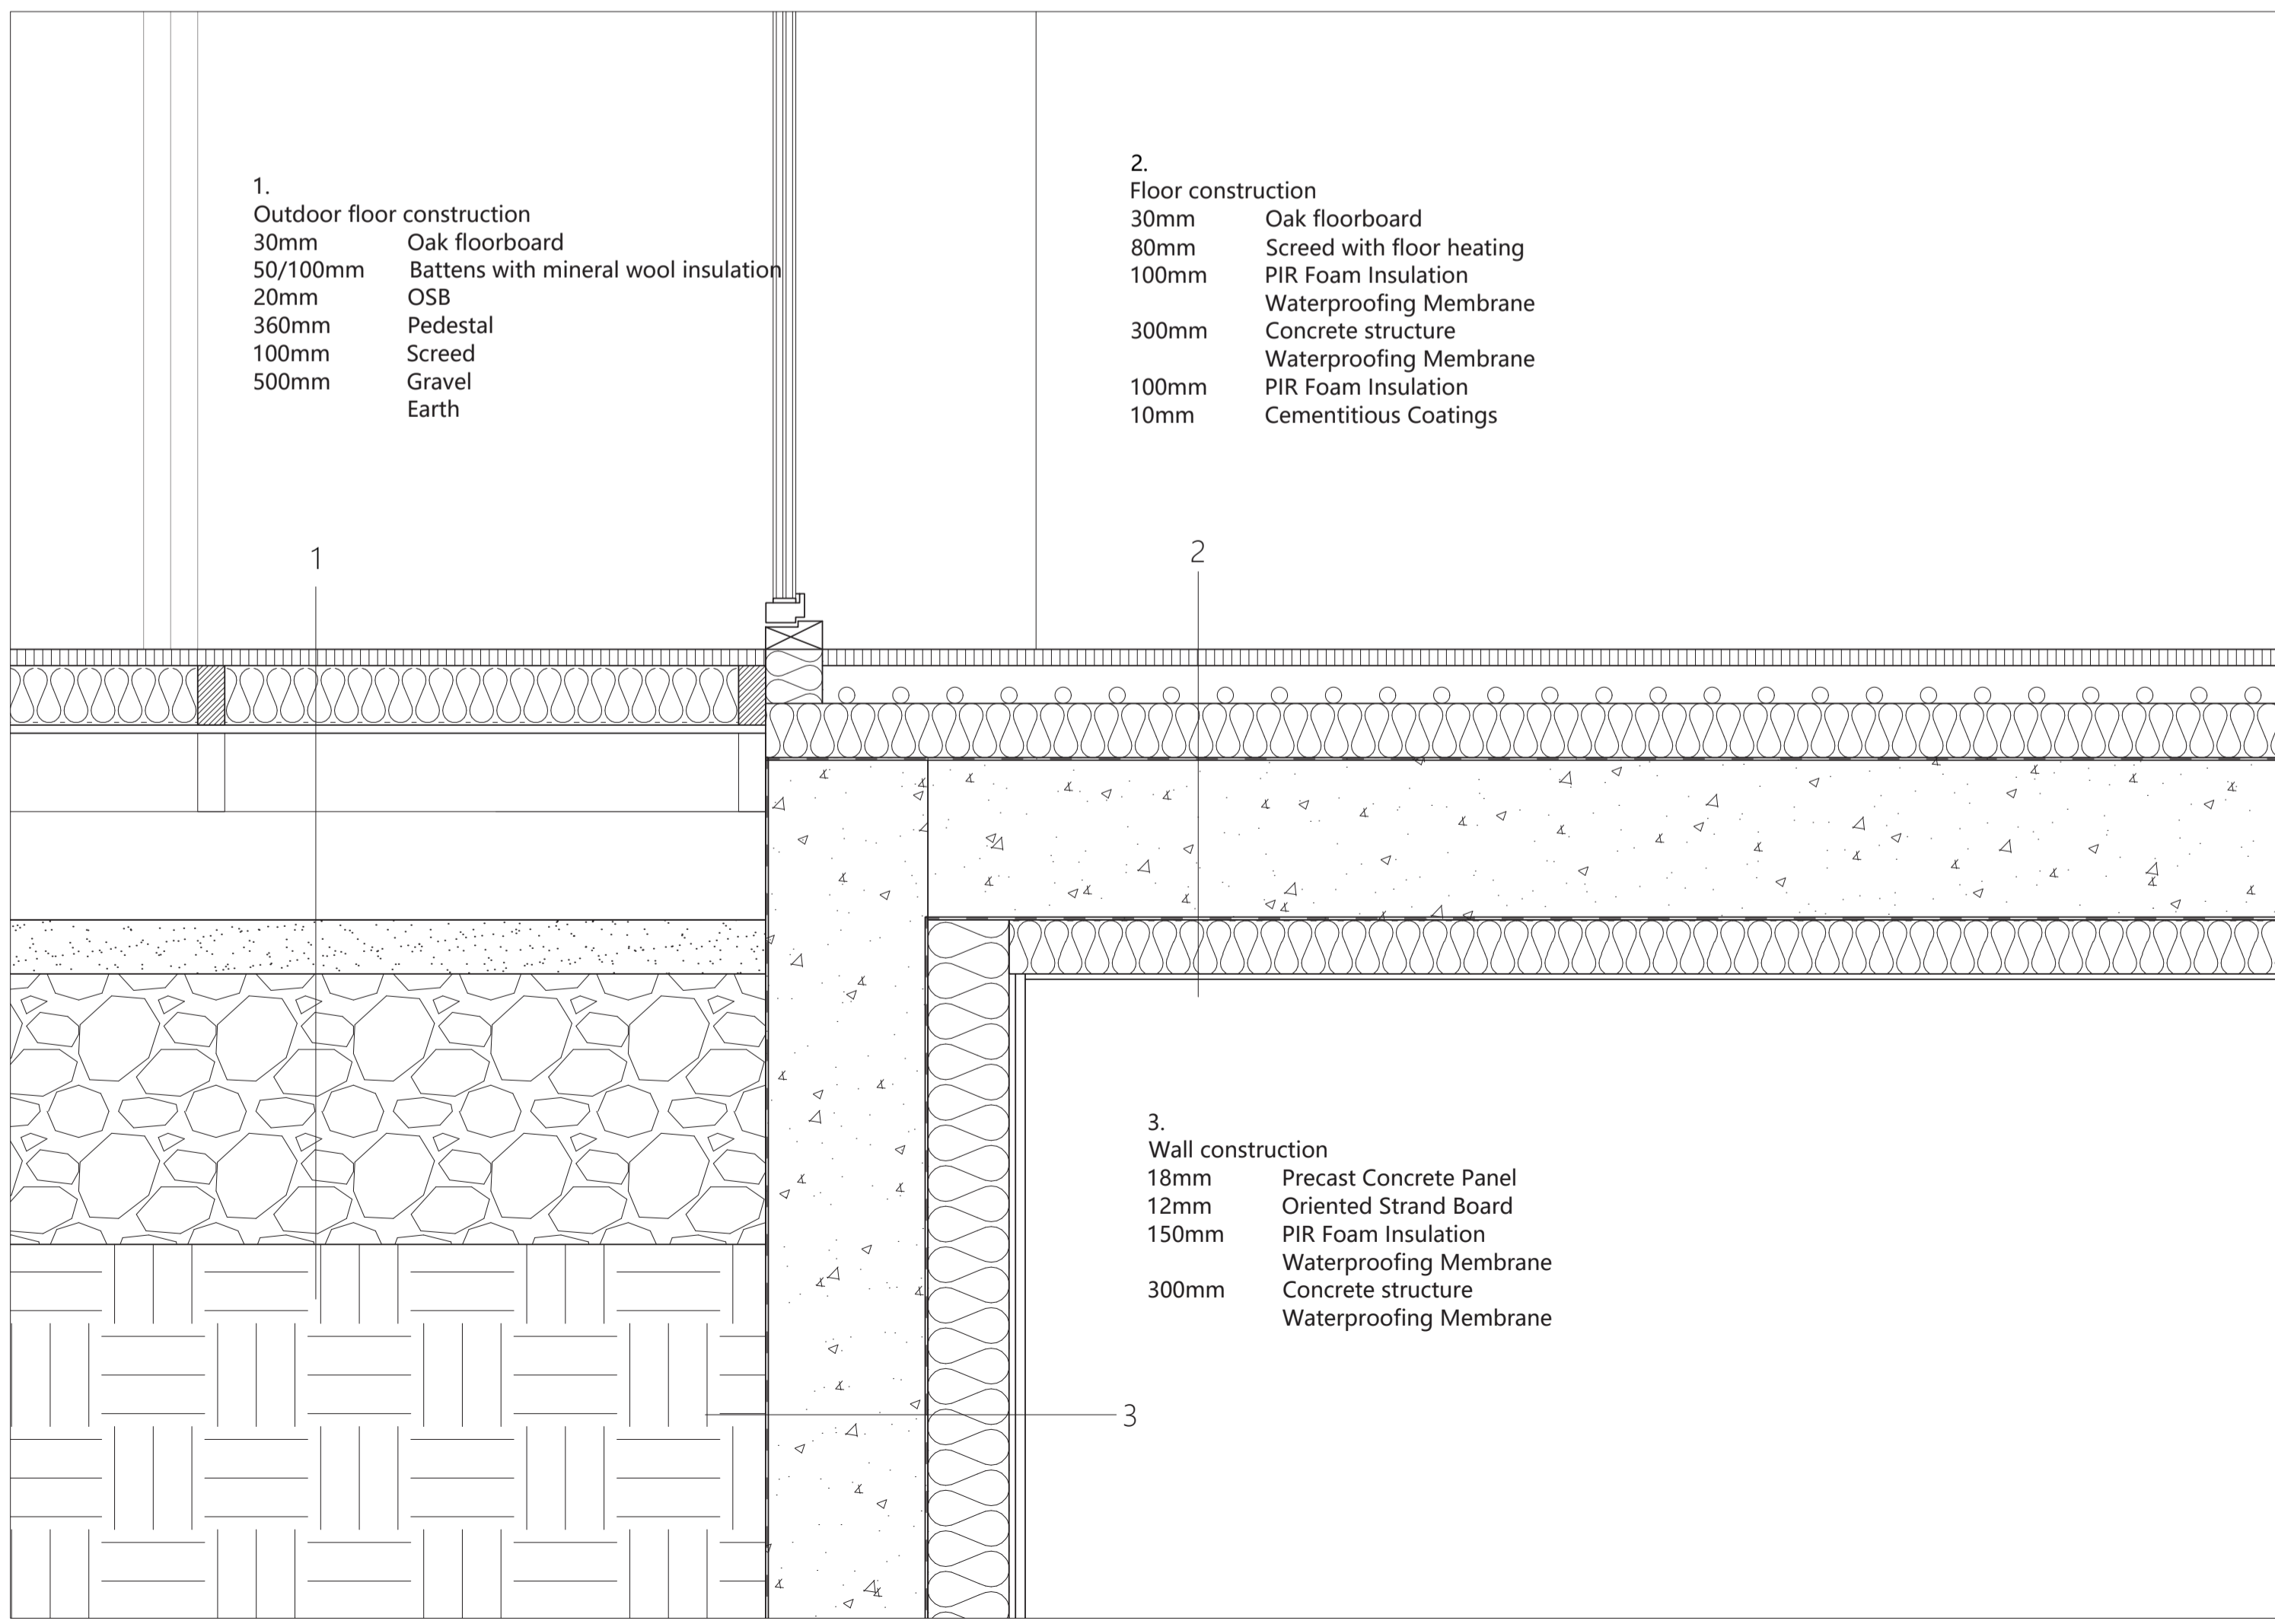 1.
Outdoor floor construction
30mm Oak floorboard
50/100mm Battens with mineral wool insulation
20mm OSB
360mm Pedestal
100mm Screed
500mm Gravel
Earth
2.
Floor construction
30mm Oak floorboard
80mm Screed with floor heating
100mm PIR Foam Insulation
Waterproofing Membrane
300mm Concrete structure
Waterproofing Membrane
100mm PIR Foam Insulation
10mm Cementitious Coatings
1
2
3.
Wall construction
18mm Precast Concrete Panel
12mm Oriented Strand Board
150mm PIR Foam Insulation
Waterproofing Membrane
300mm Concrete structure
Waterproofing Membrane
3